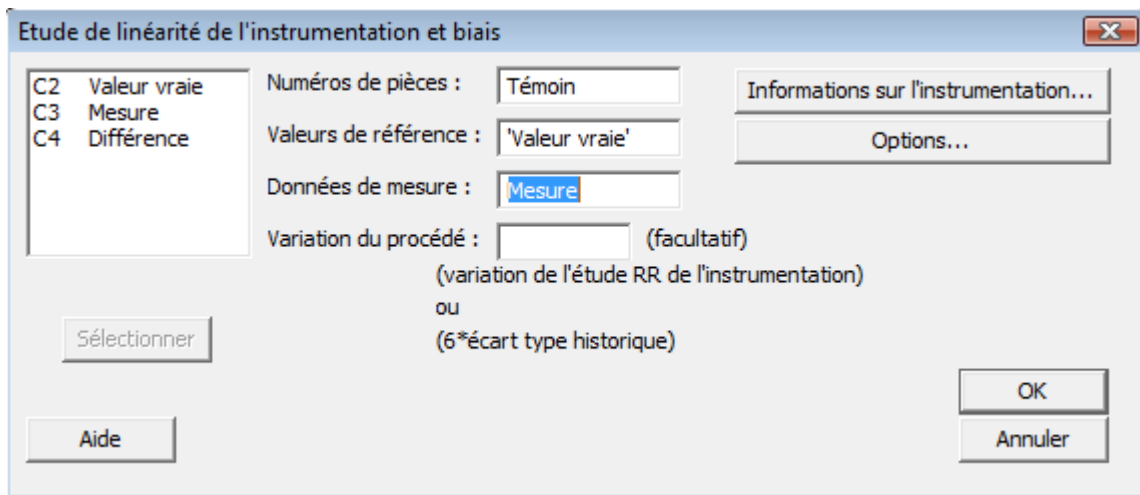 Etude de linéarité de l'instrumentation et biais
C2 Valeur vraie
C3 Mesure
C4 Différence
Numéros de pièces : Témoin
Valeurs de référence : 'Valeur vraie'
Données de mesure : Mesure
Variation du procédé : (facultatif)
(variation de l'étude RR de l'instrumentation)
ou
(6*écart type historique)
Informations sur l'instrumentation...
Options...
Sélectionner
Aide
OK
Annuler